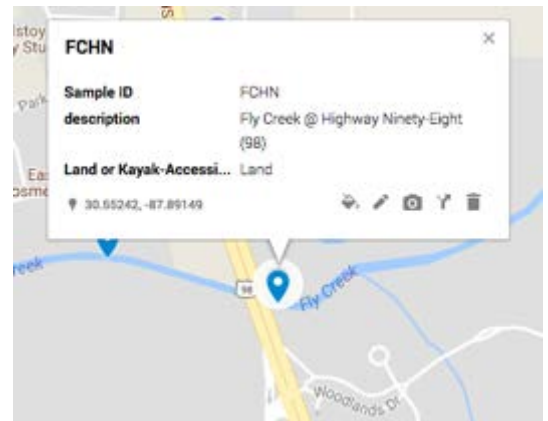 FCHN
Sample ID FCHN
description Fly Creek @ Highway Ninety-Eight
(98)
Land or Kayak-Accessi... Land
30.55242, -87.89149
98
Fly Creek
Woodlands Dr